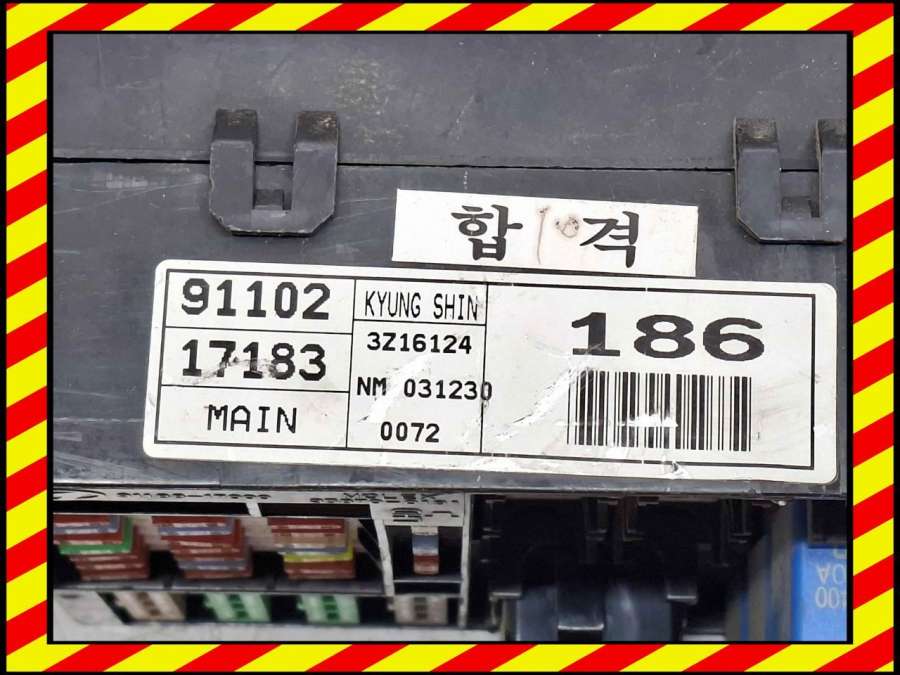 합격
91102
17183
MAIN
KYUNG SHIN
3Z16124
NM 031230
0072
186